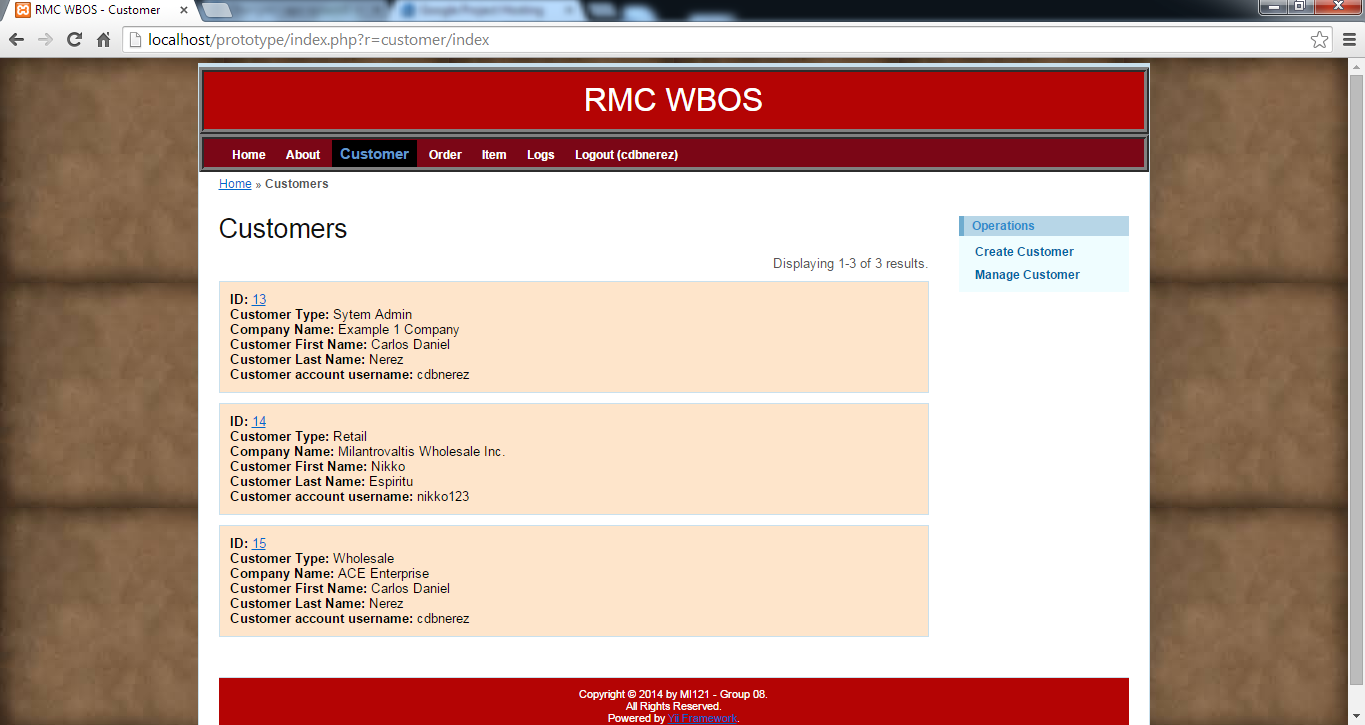 RMC WBOS - Customer
Google Project Hosting
localhost/prototype/index.php?r=customer/index
RMC WBOS
Home About Customer Order Item Logs Logout (cdbnerez)
Home » Customers
Customers
Operations
Create Customer
Manage Customer
Displaying 1-3 of 3 results.
ID: 13
Customer Type: Sytem Admin
Company Name: Example 1 Company
Customer First Name: Carlos Daniel
Customer Last Name: Nerez
Customer account username: cdbnerez
ID: 14
Customer Type: Retail
Company Name: Milantrovaltis Wholesale Inc.
Customer First Name: Nikko
Customer Last Name: Espiritu
Customer account username: nikko123
ID: 15
Customer Type: Wholesale
Company Name: ACE Enterprise
Customer First Name: Carlos Daniel
Customer Last Name: Nerez
Customer account username: cdbnerez
Copyright © 2014 by MI121 - Group 08.
All Rights Reserved.
Powered by Yii Framework.